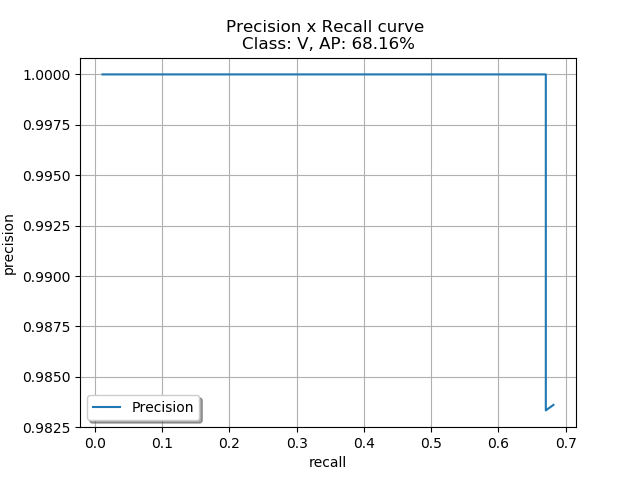 Precision x Recall curve
Class: V, AP: 68.16%
1.0000
0.9975
0.9950
0.9925
0.9900
0.9875
0.9850
0.9825
precision
Precision
0.0 0.1 0.2 0.3 0.4 0.5 0.6 0.7
recall